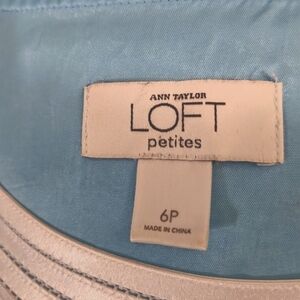 ANN TAYLOR
LOFT
petites
6P
MADE IN CHINA